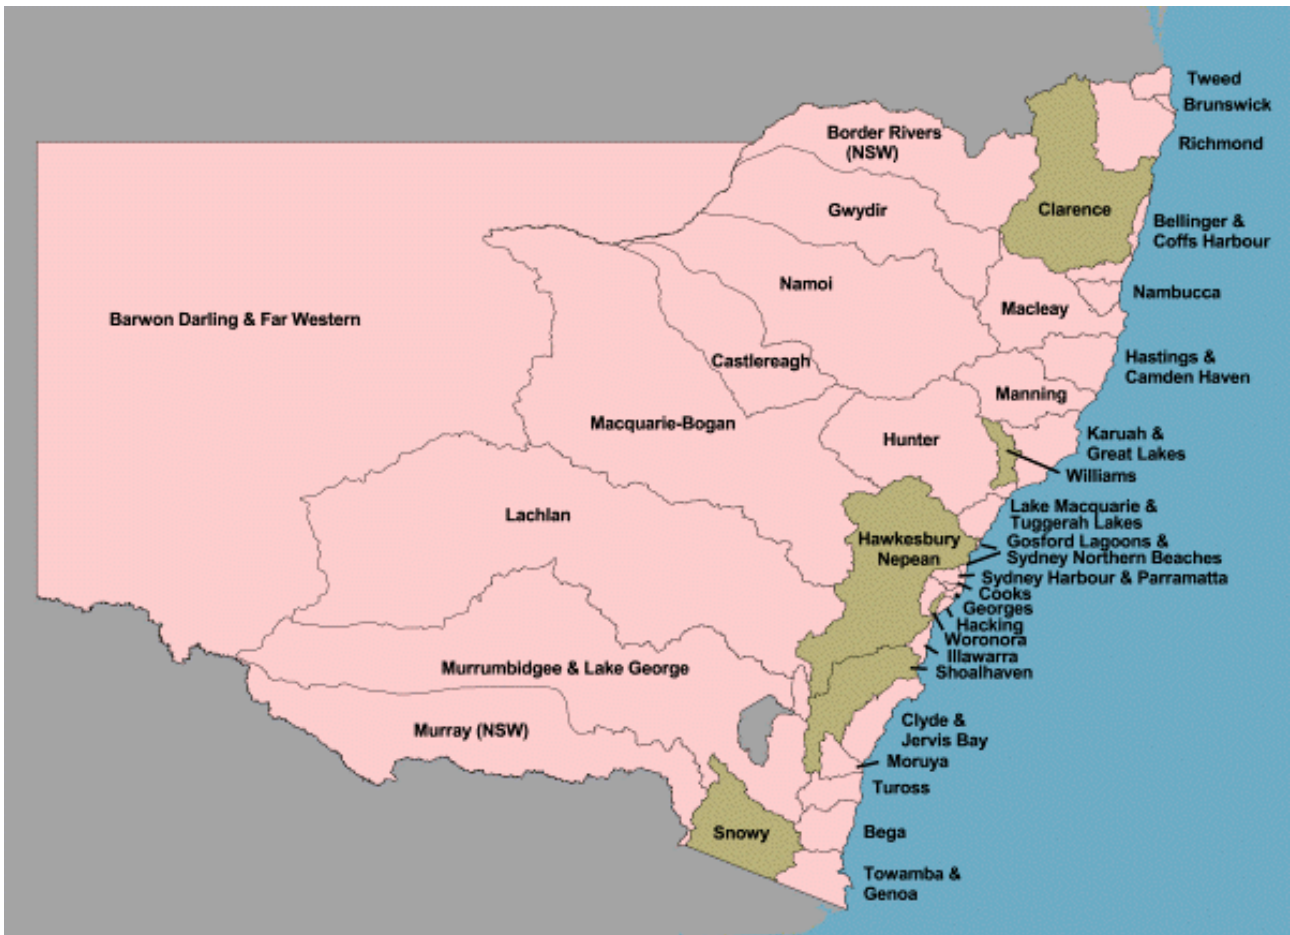 Tweed
Brunswick
Richmond
Border Rivers
(NSW)
Gwydir
Clarence
Bellinger &
Coffs Harbour
Namoi
Nambucca
Macleay
Barwon Darling & Far Western
Castlereagh
Hastings &
Camden Haven
Manning
Macquarie-Bogan
Hunter
Karuah &
Great Lakes
Williams
Lachlan
Lake Macquarie &
Tuggerah Lakes
Hawkesbury
Nepean
Gosford Lagoons &
Sydney Northern Beaches
Sydney Harbour & Parramatta
Cooks
Georges
Hacking
Woronora
Illawarra
Shoalhaven
Murrumbidgee & Lake George
Murray (NSW)
Clyde &
Jervis Bay
Moruya
Tuross
Snowy
Bega
Towamba &
Genoa